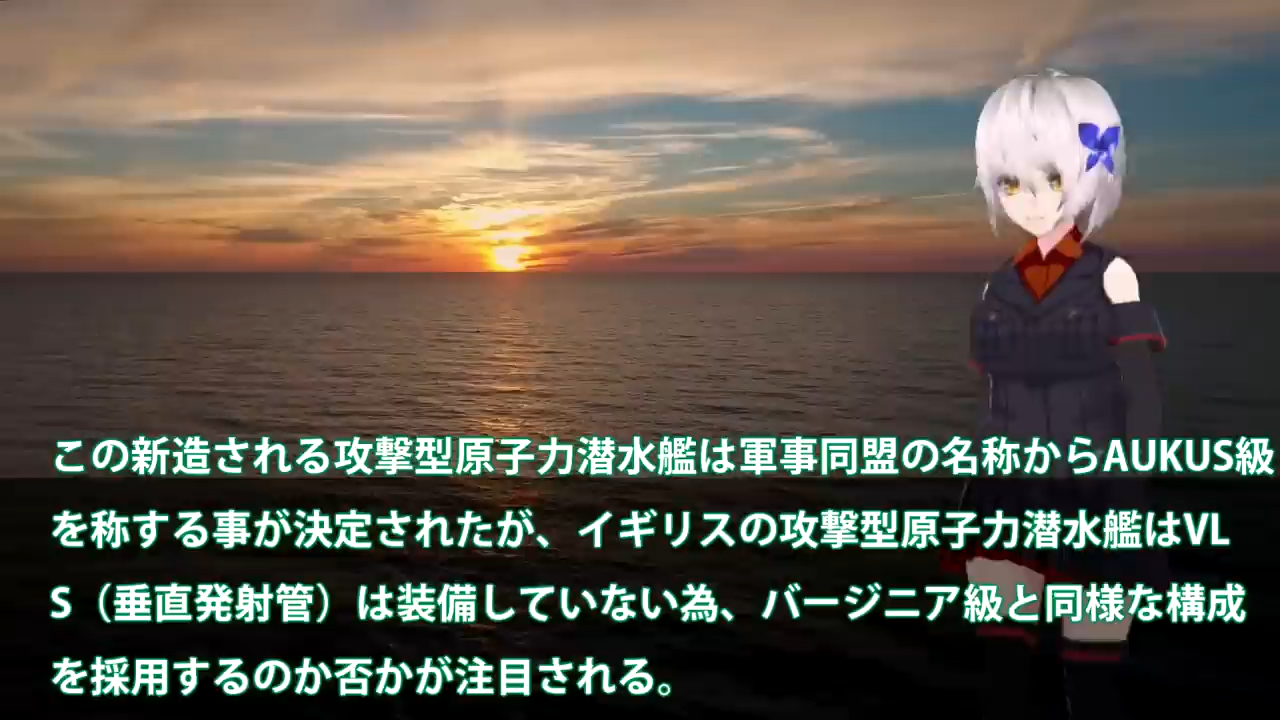 この新造される攻撃型原子力潜水艦は軍事同盟の名称からAUKUS級
を称する事が決定されたが、イギリスの攻撃型原子力潜水艦はVL
S（垂直発射管）は装備していない為、バージニア級と同様な構成
を採用するのか否かが注目される。